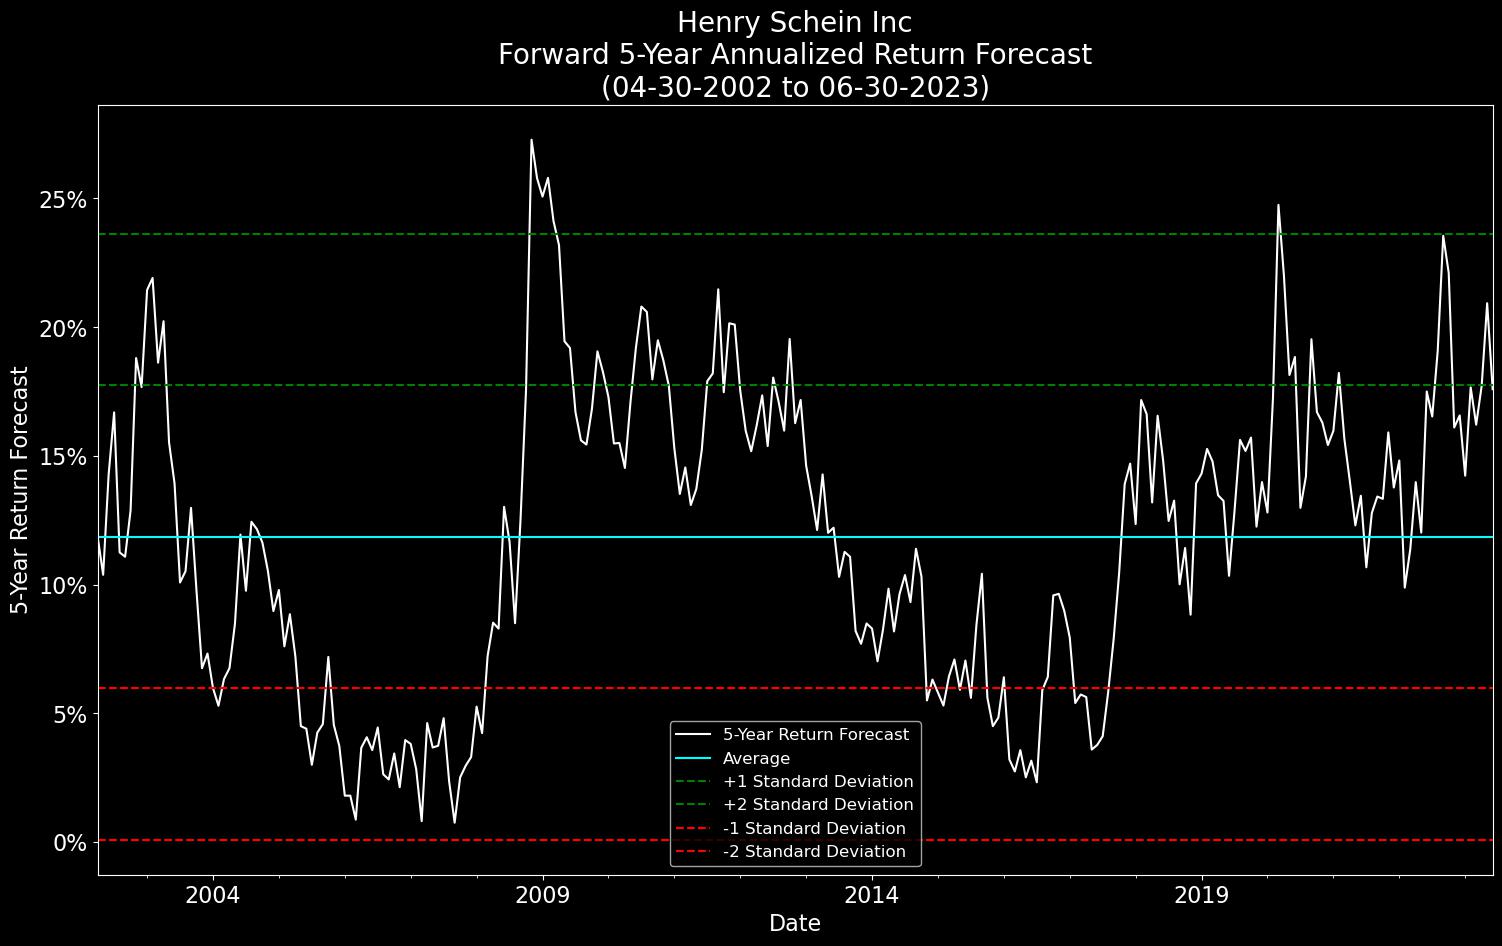 Henry Schein Inc
Forward 5-Year Annualized Return Forecast
(04-30-2002 to 06-30-2023)
5-Year Return Forecast
25%
20%
15%
10%
5%
0%
5-Year Return Forecast
Average
+1 Standard Deviation
+2 Standard Deviation
-1 Standard Deviation
-2 Standard Deviation
2004
2009
2014
2019
Date